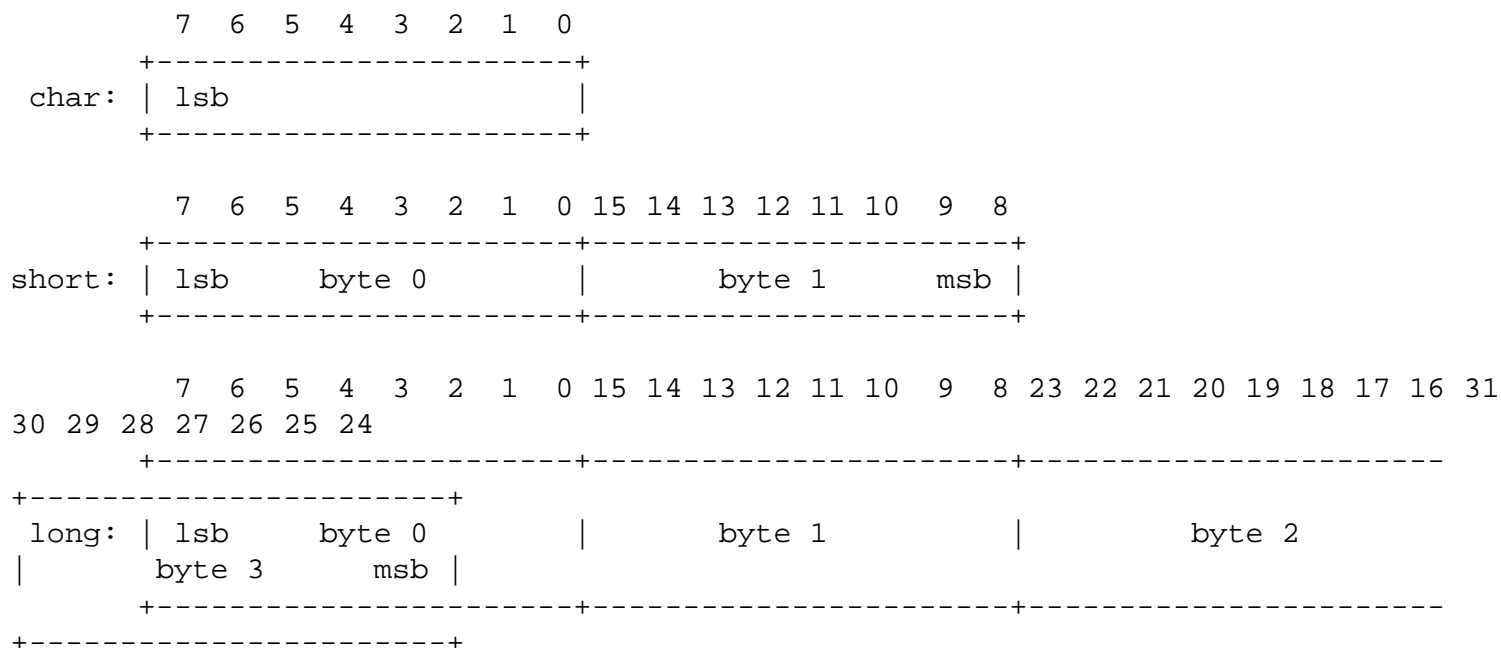 7  6  5  4  3  2  1  0
       +-----------------------+
 char: | lsb                   |
       +-----------------------+

         7  6  5  4  3  2  1  0 15 14 13 12 11 10  9  8
       +-----------------------+-----------------------+
short: | lsb     byte 0        |       byte 1      msb |
       +-----------------------+-----------------------+

         7  6  5  4  3  2  1  0 15 14 13 12 11 10  9  8 23 22 21 20 19 18 17 16 31
30 29 28 27 26 25 24
       +-----------------------+-----------------------+-----------------------
+-----------------------+
 long: | lsb     byte 0        |       byte 1          |         byte 2
|       byte 3      msb |
       +-----------------------+-----------------------+-----------------------
+-----------------------+